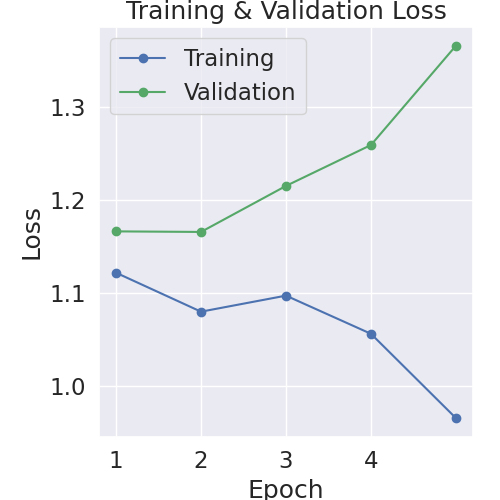 Training & Validation Loss
Training
Validation
Loss
1.3
1.2
1.1
1.0
1 2 3 4
Epoch